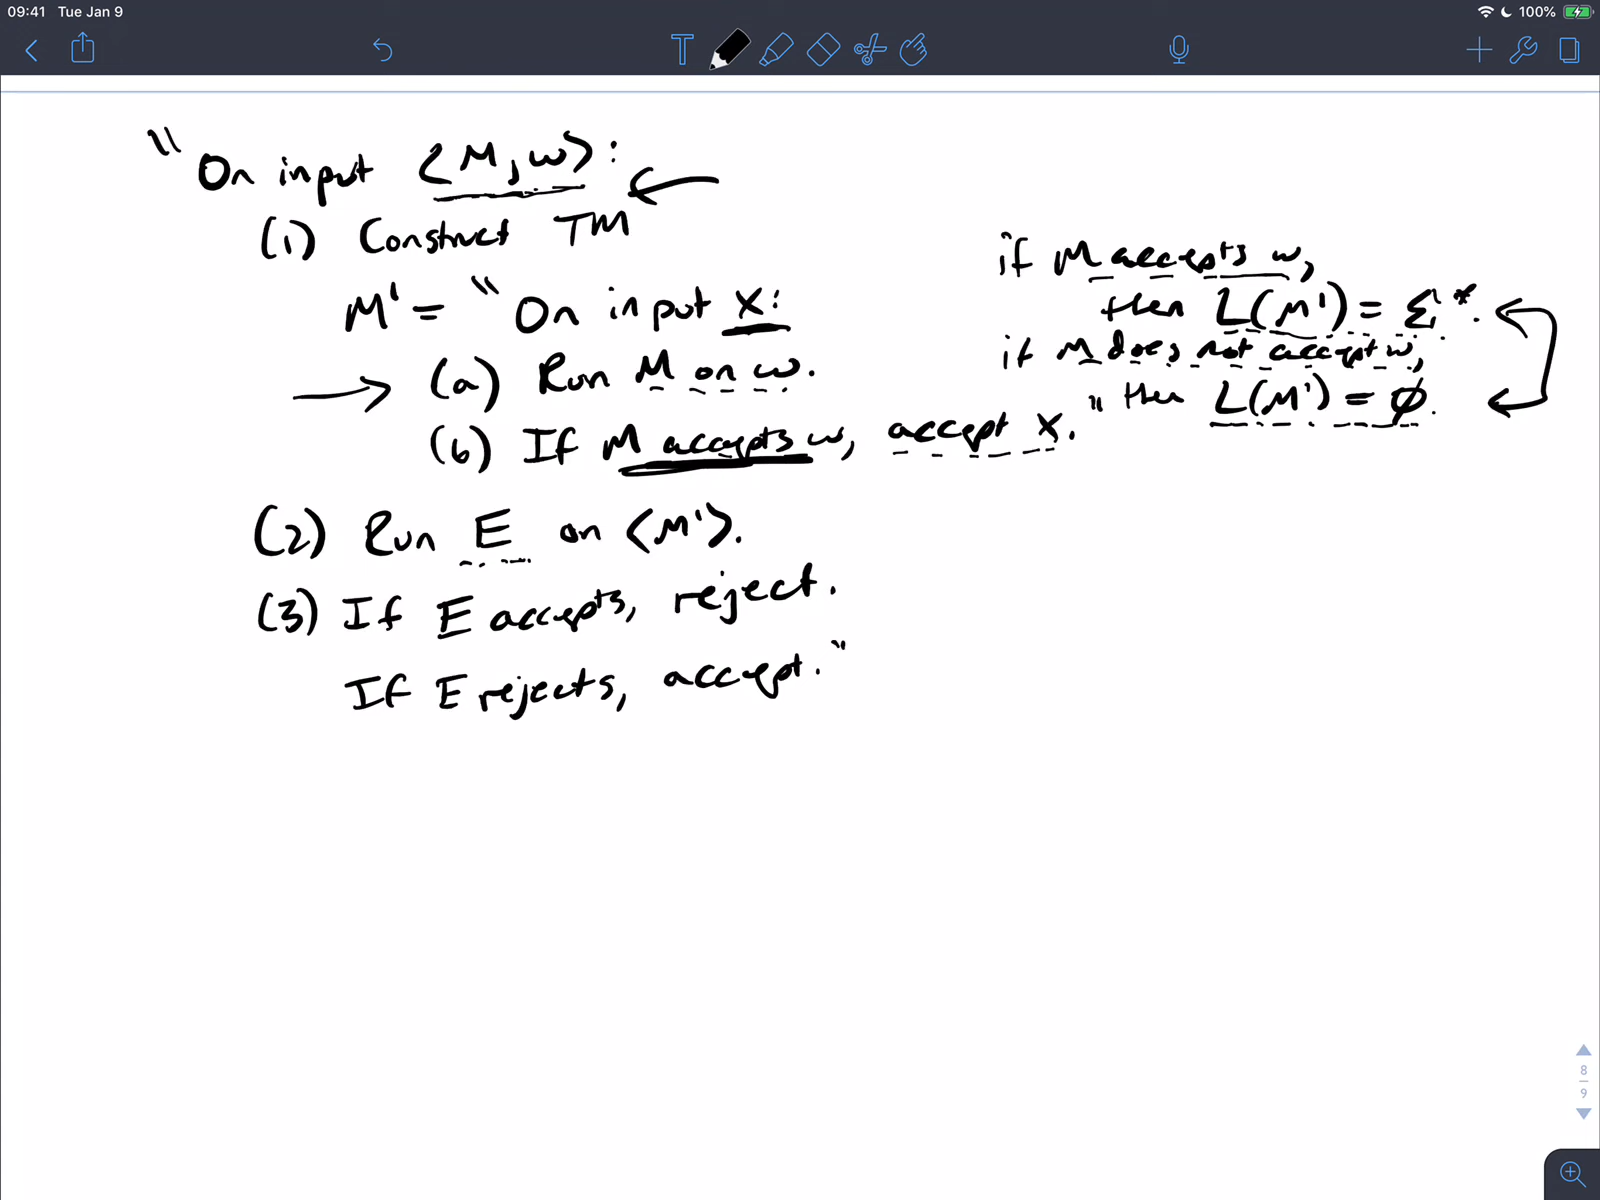 09:41 Tue Jan 9
100%
T
“On input <M, w>:
(1) Construct TM
M' = “On input x:
(a) Run M on w.
(b) If M accepts w, accept x.”
(2) Run E on <M'>.
(3) If E accepts, reject.
If E rejects, accept.”
if M accepts w,
then L(M') = Σ*.
if M does not accept w,
then L(M') = ∅.
8
9